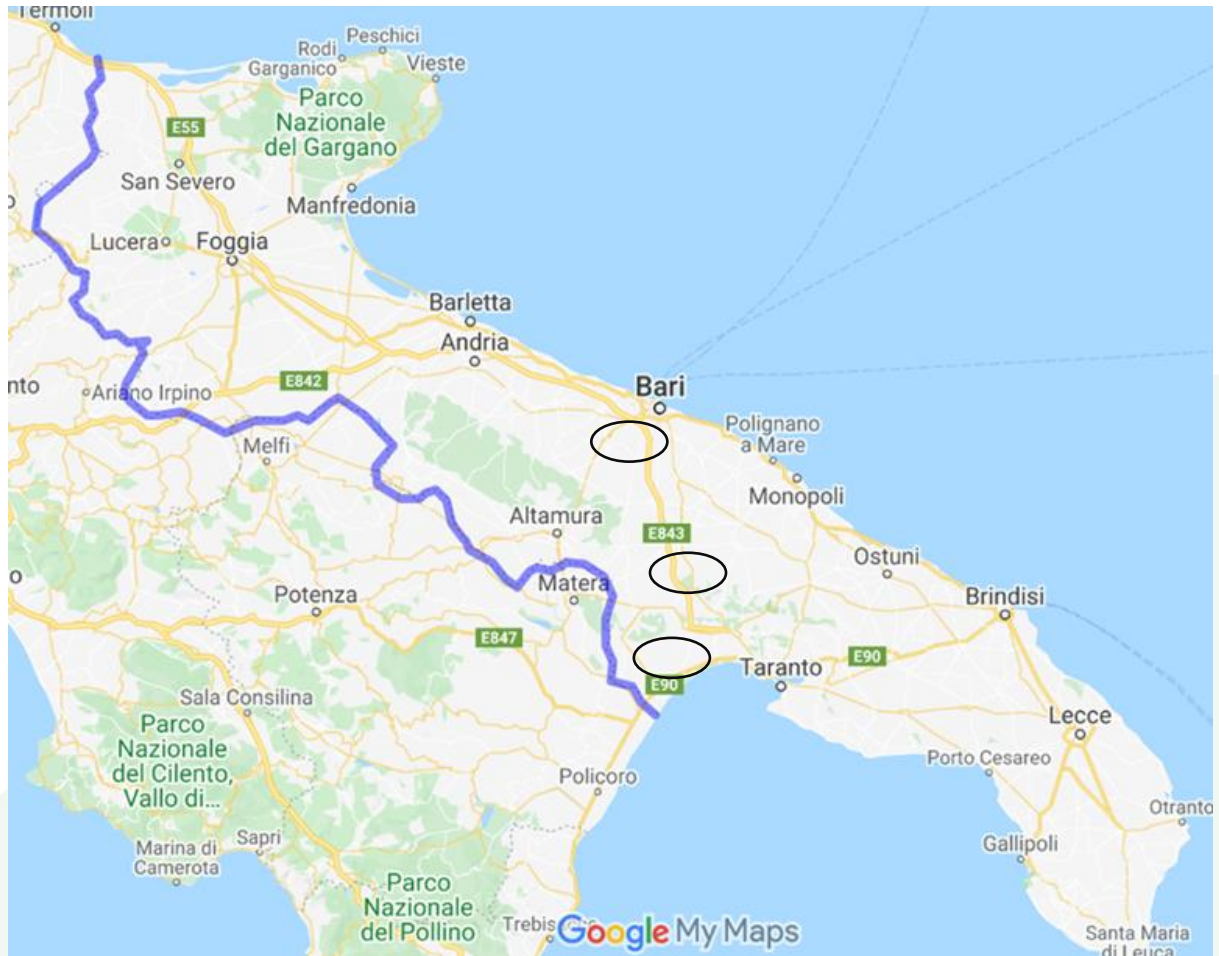 Termoli
Rodi
Garganico
Peschici
Vieste
Parco
Nazionale
del Gargano
E55
San Severo
Manfredonia
Lucera
Foggia
Barletta
Andria
nto
Ariano Irpino
E842
Bari
Polignano
a Mare
Melfi
Monopoli
Altamura
E843
Ostuni
o
Matera
Potenza
Brindisi
E847
Taranto
E90
E90
Sala Consilina
Lecce
Parco
Nazionale
del Cilento,
Vallo di...
Porto Cesareo
Policoro
Otranto
Marina di
Camerota
Sapri
Gallipoli
Parco
Nazionale
del Pollino
Google My Maps
Santa Maria
di Leuca